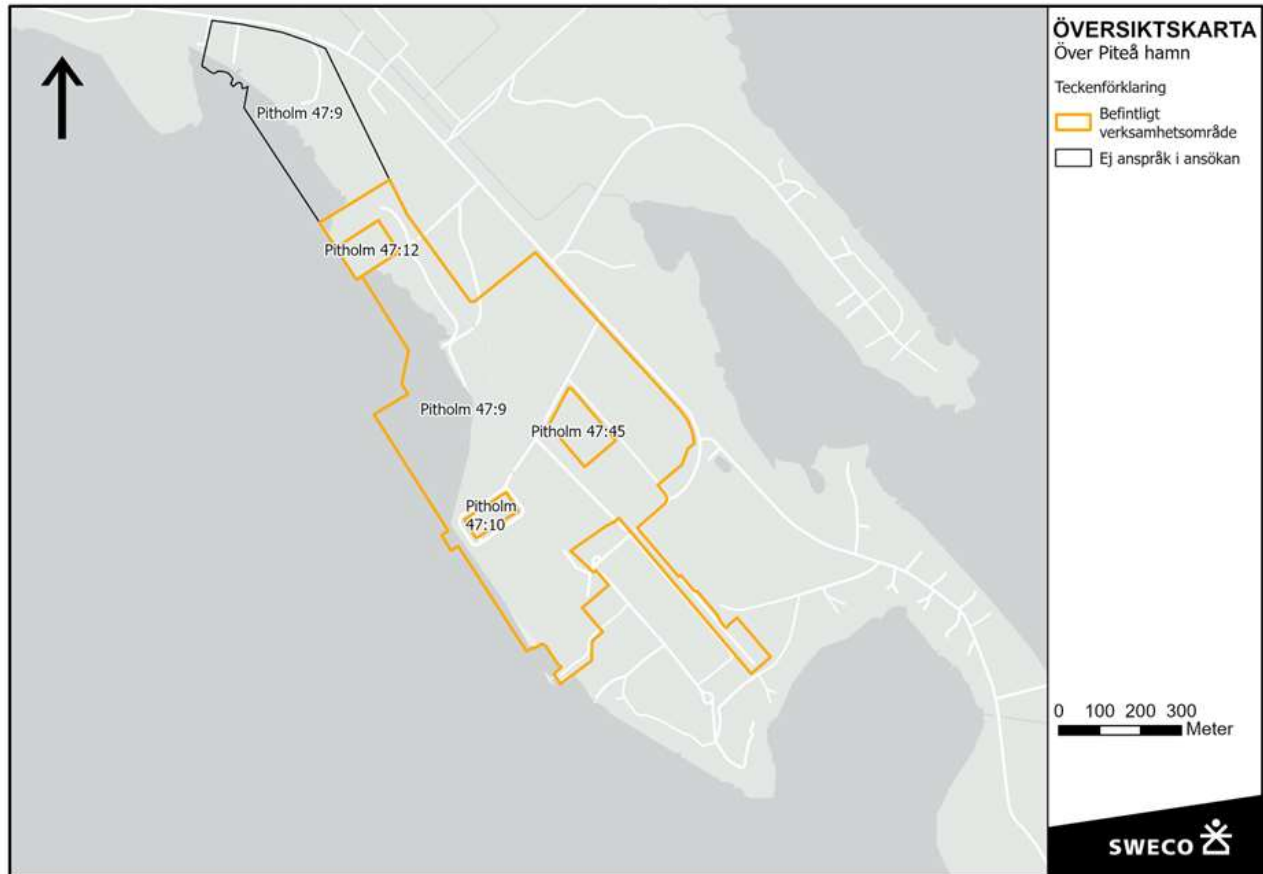 ÖVERSIKTSKARTA
Över Piteå hamn
Teckenförklaring
Befintligt
verksamhetsområde
Ej anspråk i ansökan
Pitholm 47:9
Pitholm 47:12
Pitholm 47:9
Pitholm 47:45
Pitholm
47:10
0 100 200 300
Meter
SWECO